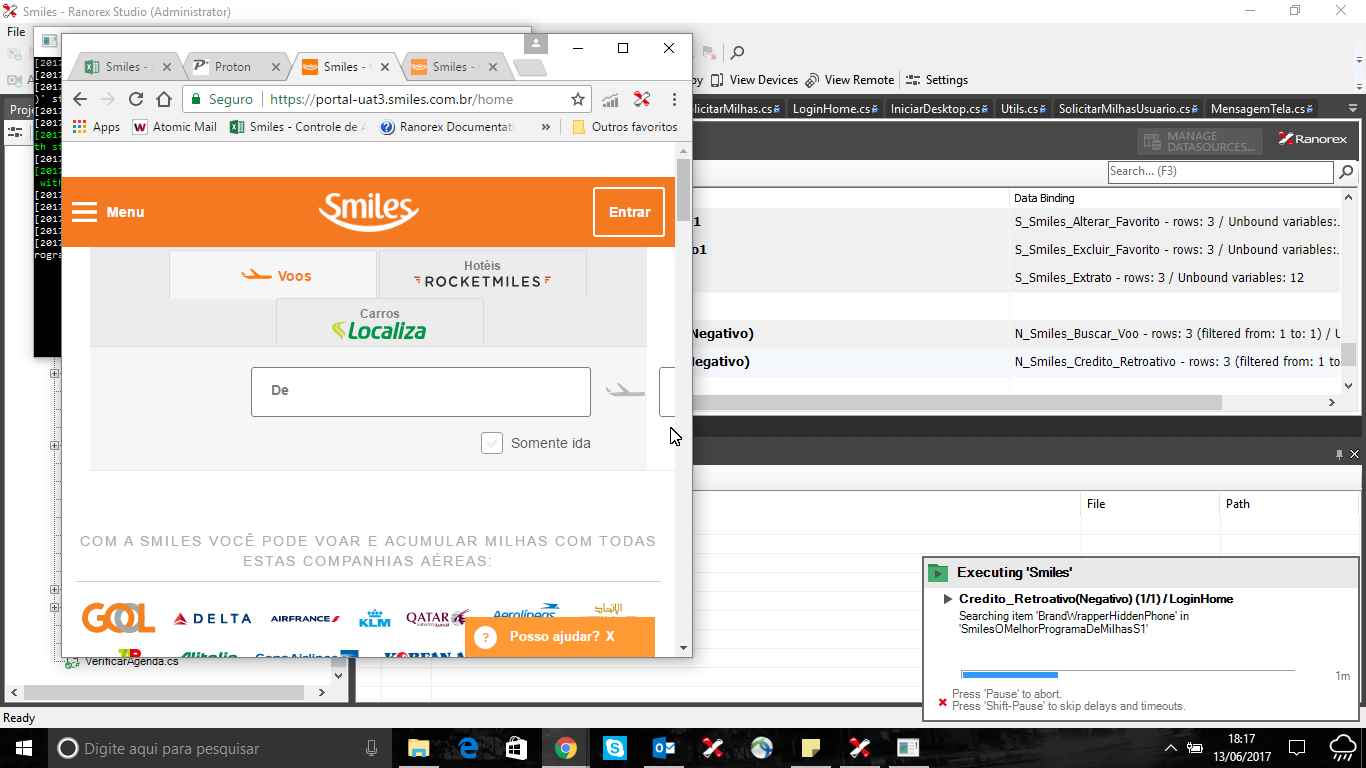 Smiles - Ranorex Studio (Administrator)
File
Smiles -
Proton
Smiles -
Smiles -
Seguro
https://portal-uat3.smiles.com.br/home
Apps
Atomic Mail
Smiles - Controle de
Ranorex Documentat
»
Outros favoritos
View Devices
View Remote
Settings
LoginHome.cs
IniciarDesktop.cs
Utils.cs
SolicitarMilhasUsuario.cs
MensagemTela.cs
MANAGE
DATASOURCES...
Ranorex
Search... (F3)
Data Binding
S_Smiles_Alterar_Favorito - rows: 3 / Unbound variables:
S_Smiles_Excluir_Favorito - rows: 3 / Unbound variables:
S_Smiles_Extrato - rows: 3 / Unbound variables: 12
Negativo)
N_Smiles_Buscar_Voo - rows: 3 (filtered from: 1 to: 1) /
N_Smiles_Credito_Retroativo - rows: 3 (filtered from: 1 to
Menu
Smiles
Entrar
Voos
Hotéis
ROCKETMILES
Carros
Localiza
De
Somente ida
COM A SMILES VOCÊ PODE VOAR E ACUMULAR MILHAS COM TODAS
ESTAS COMPANHIAS AÉREAS:
GOL
DELTA
AIRFRANCE
KLM
QATAR
Aerolíneas
Posso ajudar? X
File
Path
Executing 'Smiles'
Credito_Retroativo(Negativo) (1/1) / LoginHome
Searching item 'BrandWrapperHiddenPhone' in
'SmilesOMelhorProgramaDeMilhasS1'
1m
Press 'Pause' to abort.
Press 'Shift-Pause' to skip delays and timeouts.
VerificarAgenda.cs
Ready
Digite aqui para pesquisar
18:17
13/06/2017